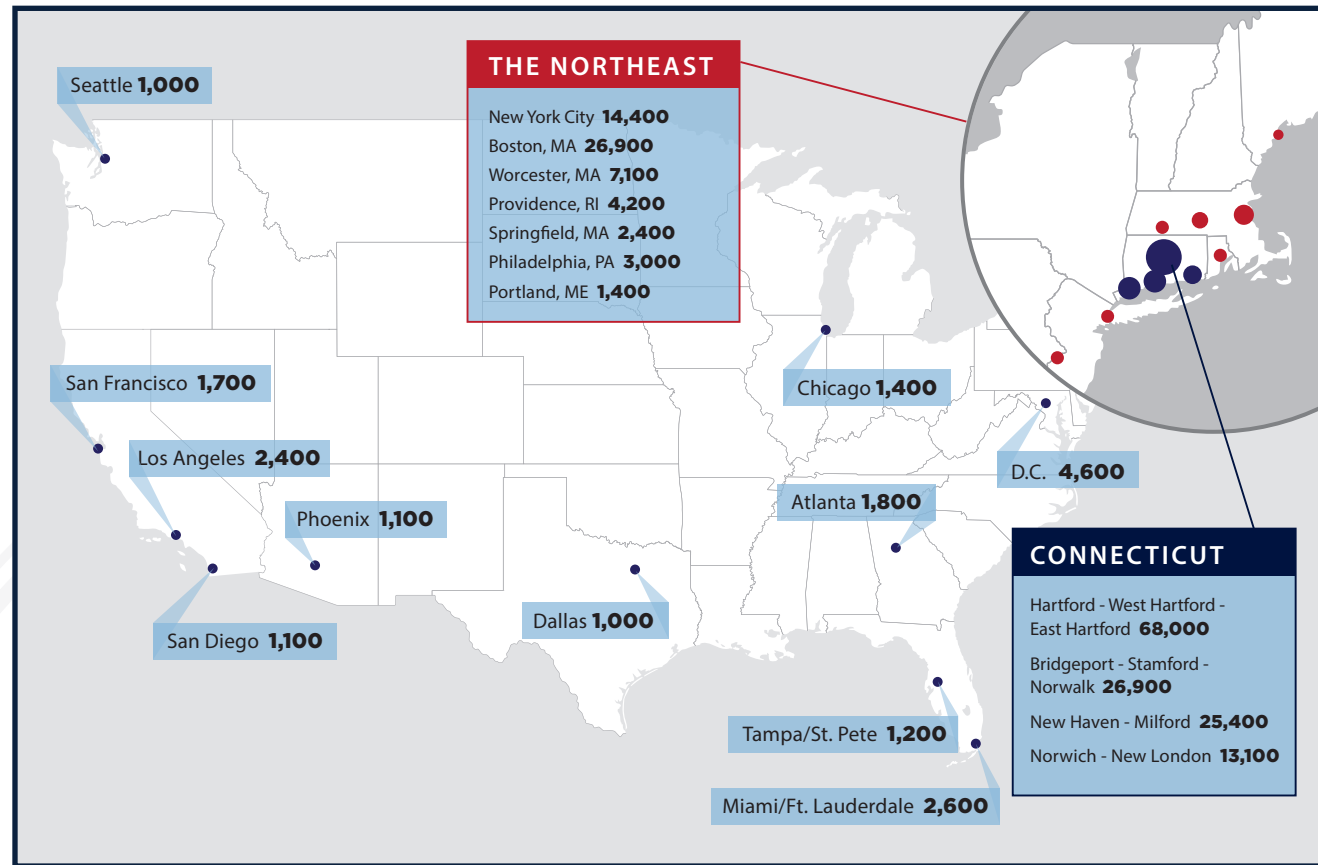 Seattle 1,000
THE NORTHEAST
New York City 14,400
Boston, MA 26,900
Worcester, MA 7,100
Providence, RI 4,200
Springfield, MA 2,400
Philadelphia, PA 3,000
Portland, ME 1,400
San Francisco 1,700
Los Angeles 2,400
Phoenix 1,100
San Diego 1,100
Dallas 1,000
Chicago 1,400
Atlanta 1,800
D.C. 4,600
Tampa/St. Pete 1,200
Miami/Ft. Lauderdale 2,600
CONNECTICUT
Hartford - West Hartford -
East Hartford 68,000
Bridgeport - Stamford -
Norwalk 26,900
New Haven - Milford 25,400
Norwich - New London 13,100